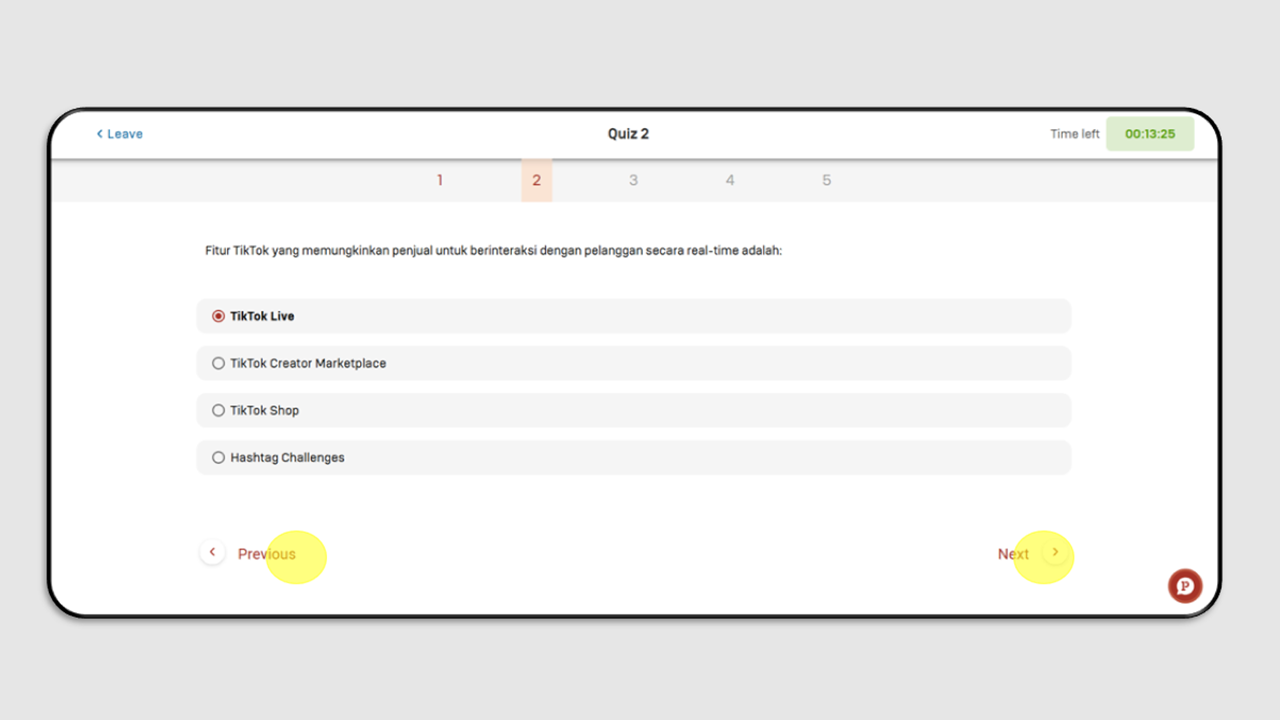 Leave
Quiz 2
Time left 00:13:25
1 2 3 4 5
Fitur TikTok yang memungkinkan penjual untuk berinteraksi dengan pelanggan secara real-time adalah:
TikTok Live
TikTok Creator Marketplace
TikTok Shop
Hashtag Challenges
Previous
Next
P